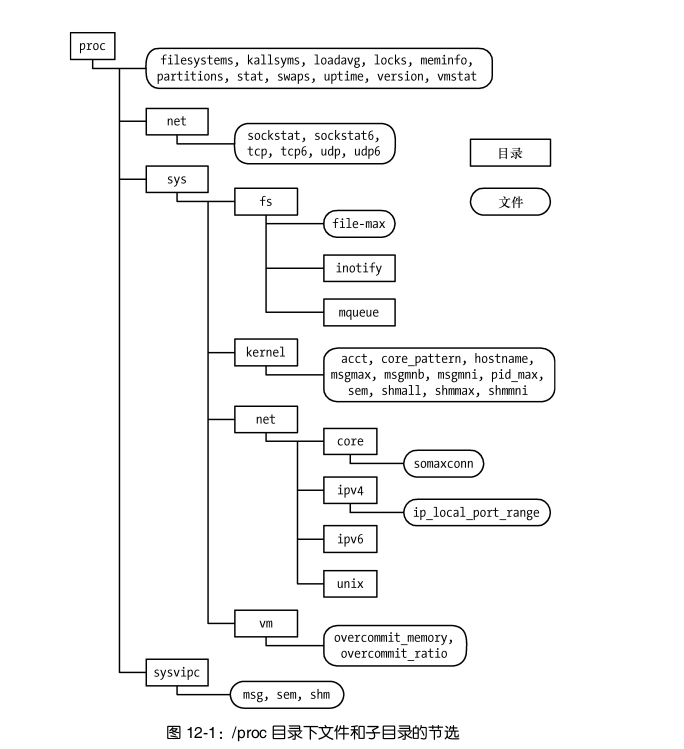 proc
filesystems, kallsyms, loadavg, locks, meminfo,
partitions, stat, swaps, uptime, version, vmstat
net
sockstat, sockstat6,
tcp, tcp6, udp, udp6
目录
sys
fs
文件
file-max
inotify
mqueue
kernel
acct, core_pattern, hostname,
msgmax, msgmnb, msgmni, pid_max,
sem, shmall, shmmax, shmmni
net
core
somaxconn
ipv4
ip_local_port_range
ipv6
unix
vm
overcommit_memory,
overcommit_ratio
sysvipc
msg, sem, shm
图 12-1：/proc 目录下文件和子目录的节选